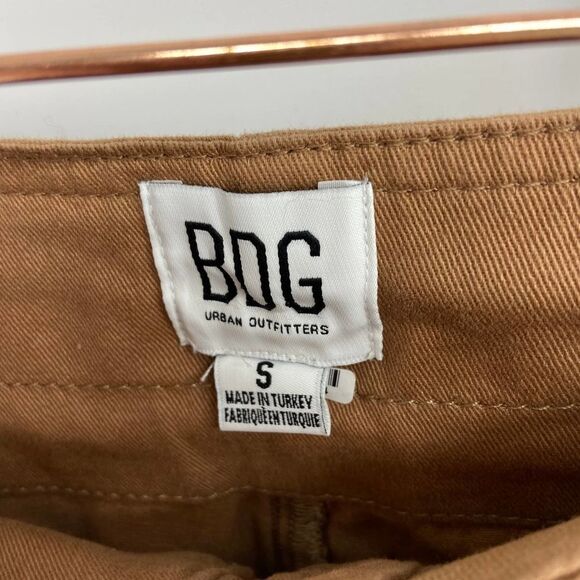 BDG
URBAN OUTFITTERS
S
MADE IN TURKEY
FABRIQUÉ EN TURQUIE